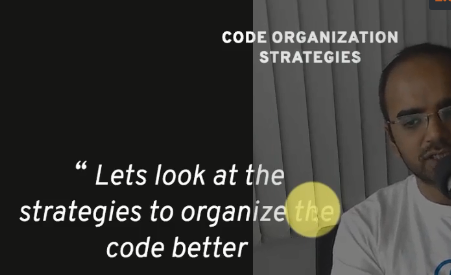 CODE ORGANIZATION
STRATEGIES
“ Lets look at the
strategies to organize the
code better